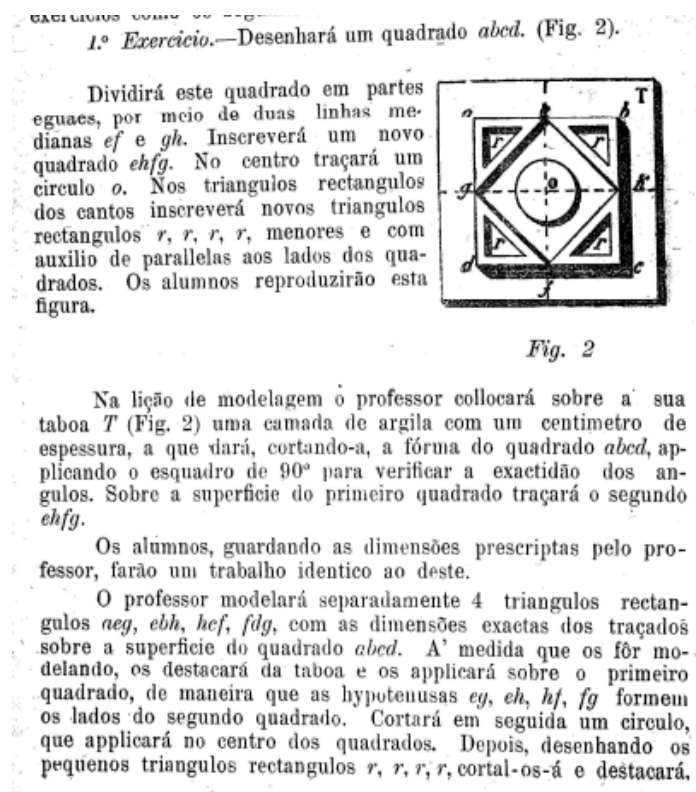 1.º Exercicio.—Desenhará um quadrado abcd. (Fig. 2).
Dividirá este quadrado em partes
eguaes, por meio de duas linhas me-
dianas ef e gh. Inscreverá um novo
quadrado ehfg. No centro traçará um
circulo o. Nos triangulos rectangulos
dos cantos inscreverá novos triangulos
rectangulos r, r, r, r, menores e com
auxilio de parallelas aos lados dos qua-
drados. Os alumnos reproduzirão esta
figura.
T
a e b
r r
g o h
r r
d f c
Fig. 2
Na lição de modelagem o professor collocará sobre a sua
taboa T (Fig. 2) uma camada de argila com um centimetro de
espessura, a que dará, cortando-a, a fórma do quadrado abcd, ap-
plicando o esquadro de 90º para verificar a exactidão dos an-
gulos. Sobre a superficie do primeiro quadrado traçará o segundo
ehfg.
Os alumnos, guardando as dimensões prescriptas pelo pro-
fessor, farão um trabalho identico ao deste.
O professor modelará separadamente 4 triangulos rectan-
gulos aeg, ebh, hcf, fdg, com as dimensões exactas dos traçados
sobre a superficie do quadrado abcd. A' medida que os fôr mo-
delando, os destacará da taboa e os applicará sobre o primeiro
quadrado, de maneira que as hypotenusas eg, eh, hf, fg formem
os lados do segundo quadrado. Cortará em seguida um circulo,
que applicará no centro dos quadrados. Depois, desenhando os
pequenos triangulos rectangulos r, r, r, r, cortal-os-á e destacará,